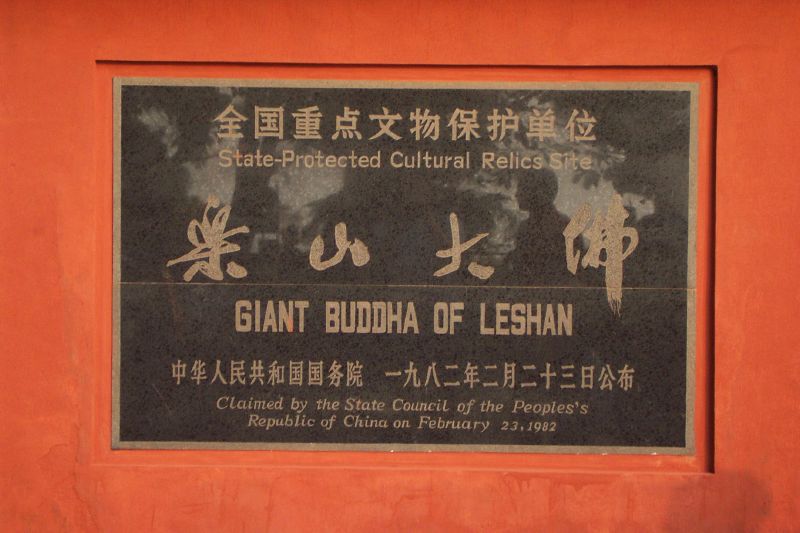 全国重点文物保护单位
State-Protected Cultural Relics Site
乐山大佛
GIANT BUDDHA OF LESHAN
中华人民共和国国务院 一九八二年二月二十三日公布
Claimed by the State Council of the Peoples's
Republic of China on February 23,1982